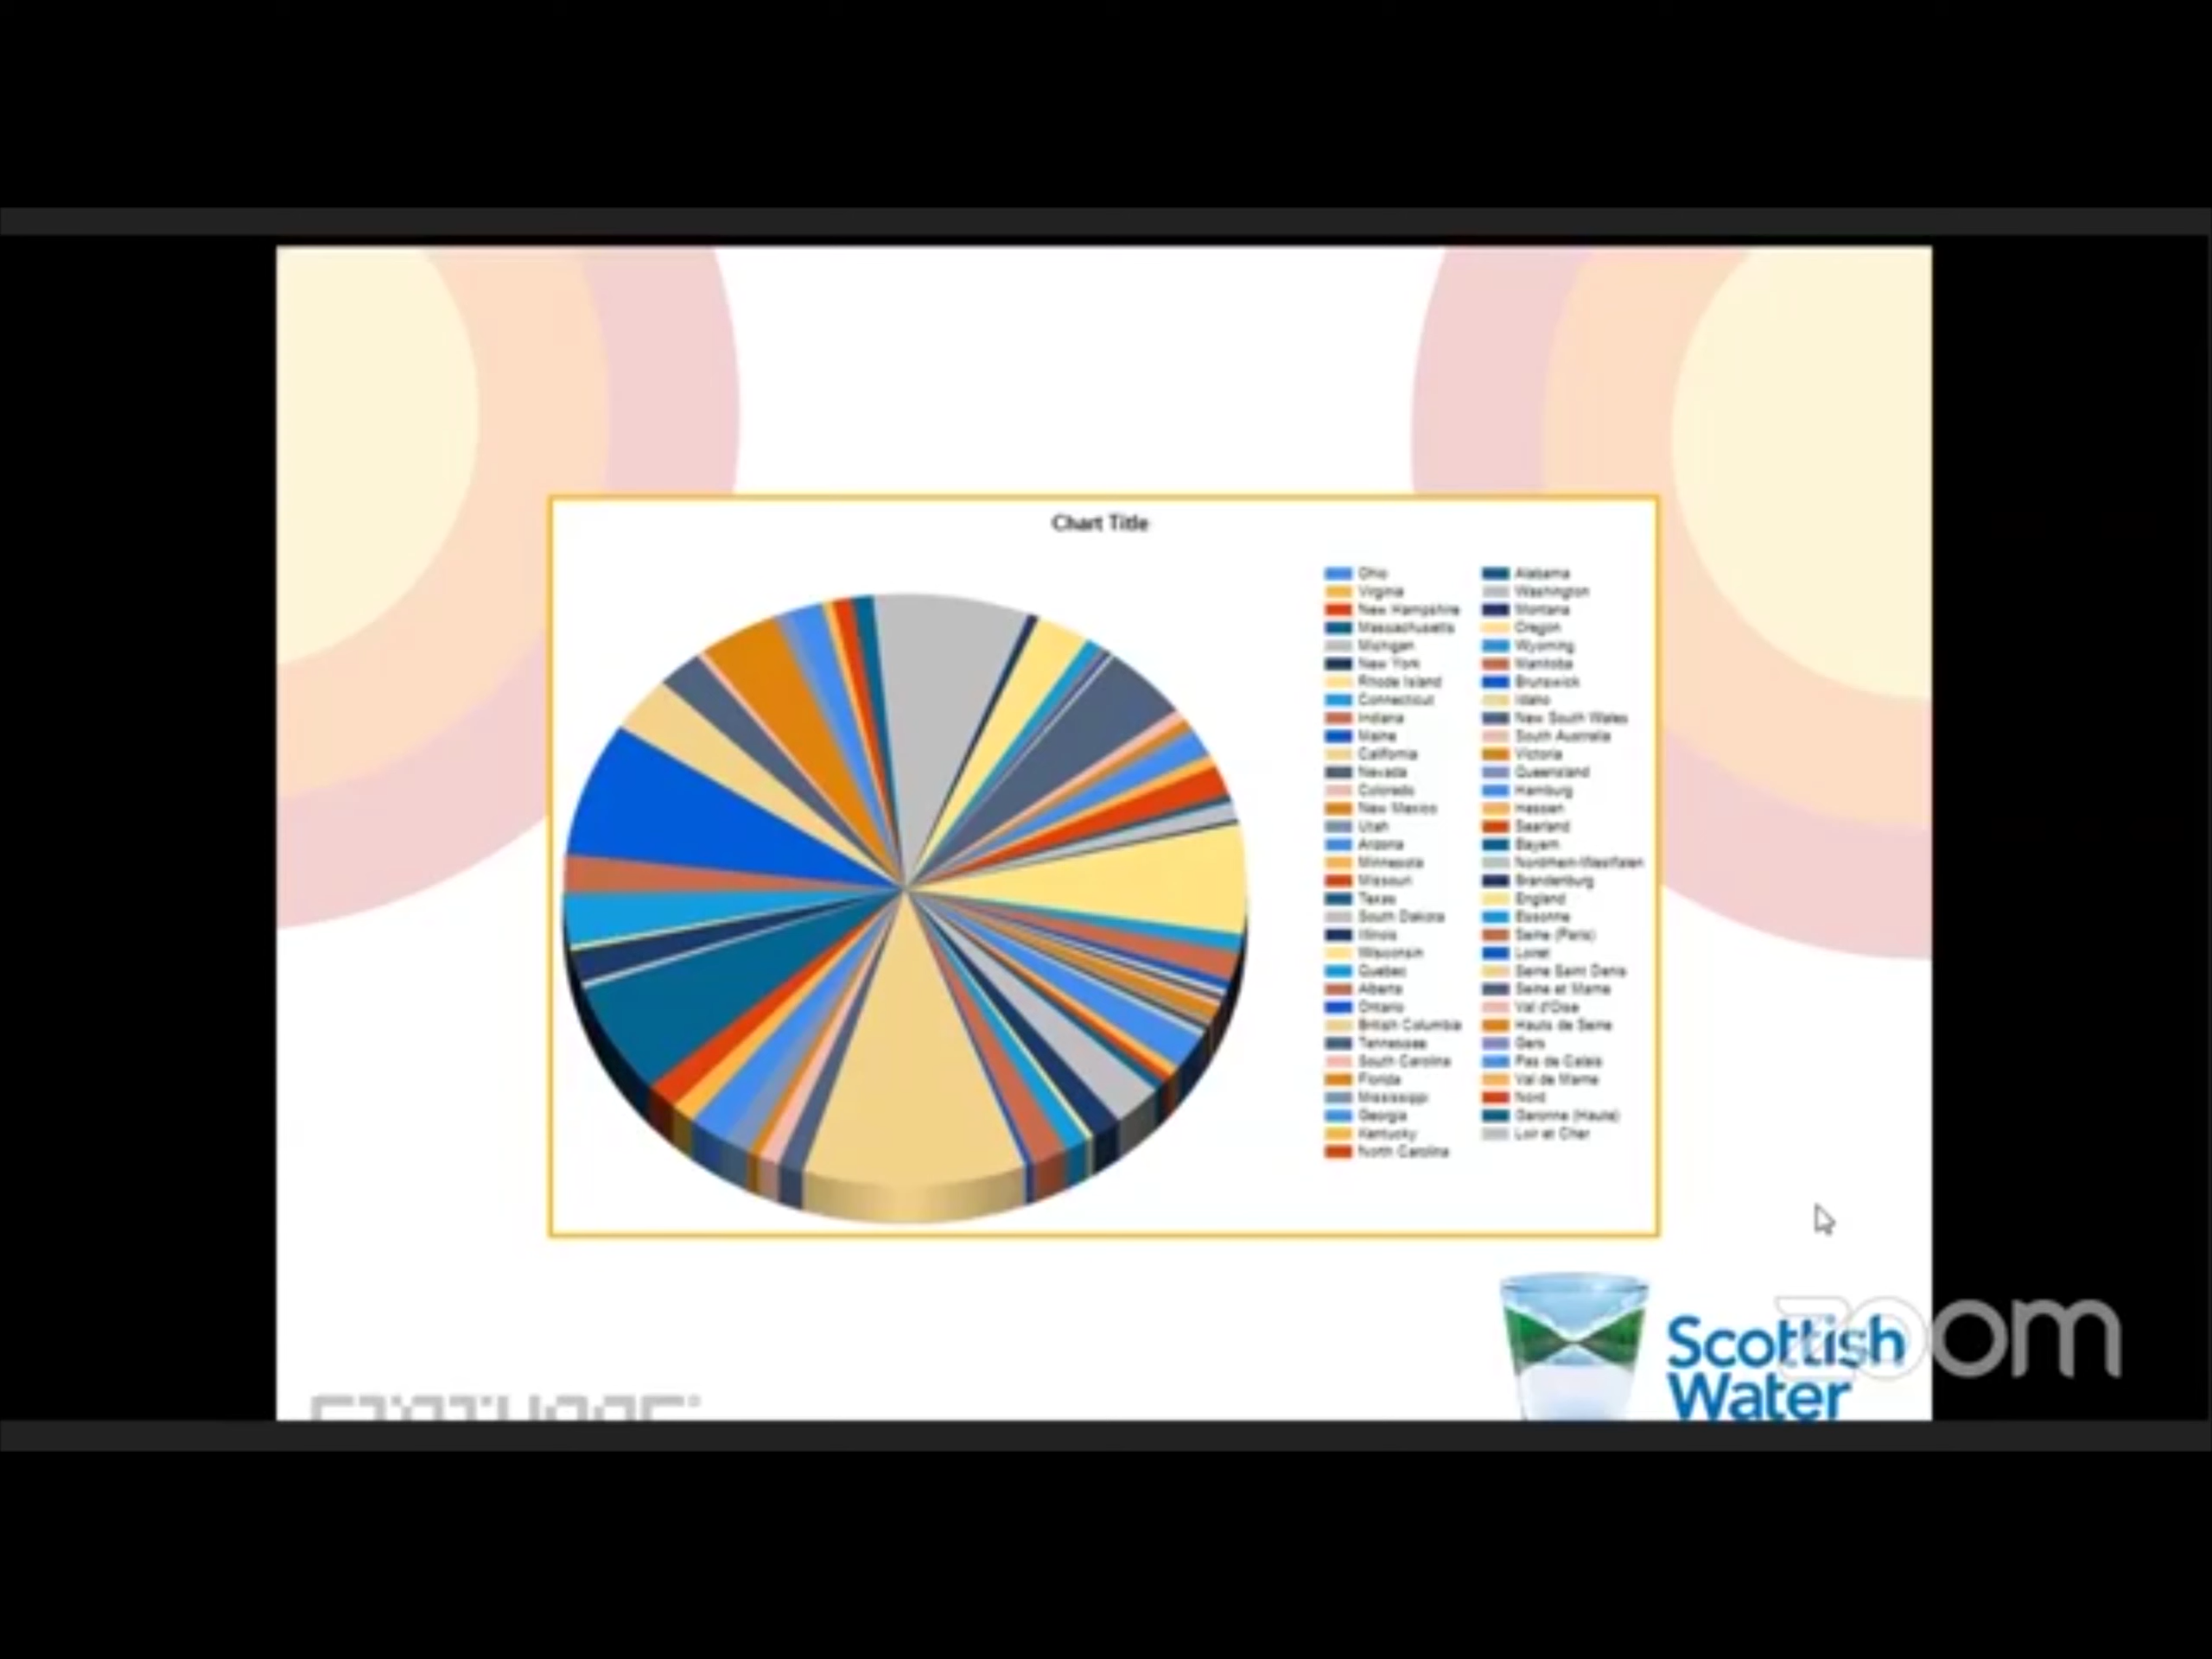 Chart Title
Ohio
Virginia
New Hampshire
Massachusetts
Michigan
New York
Rhode Island
Connecticut
Indiana
Maine
California
Nevada
Colorado
New Mexico
Utah
Arizona
Minnesota
Missouri
Texas
South Dakota
Illinois
Wisconsin
Quebec
Alberta
Ontario
British Columbia
Tennessee
South Carolina
Florida
Mississippi
Georgia
Kentucky
North Carolina
Alabama
Washington
Montana
Oregon
Wyoming
Manitoba
Brunswick
Idaho
New South Wales
South Australia
Victoria
Queensland
Hamburg
Hessen
Saarland
Bayern
Nordrhein-Westfalen
Brandenburg
England
Essonne
Seine (Paris)
Loiret
Seine Saint Denis
Seine et Marne
Val d'Oise
Hauts de Seine
Gers
Pas de Calais
Val de Marne
Nord
Garonne (Haute)
Loir et Cher
Scottish
Water
zoom